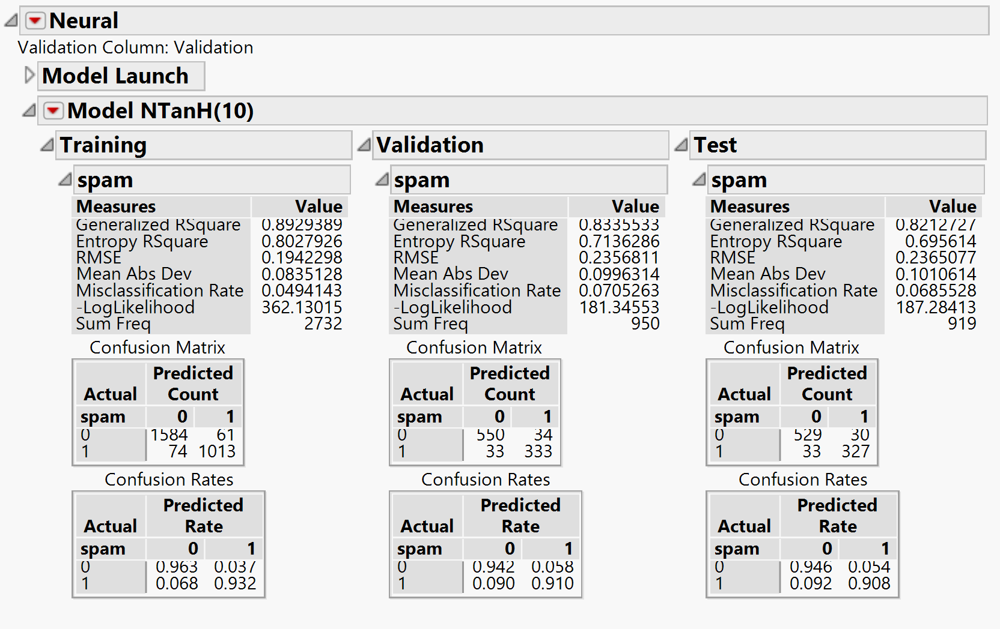 Neural
Validation Column: Validation
Model Launch
Model NTanH(10)
Training
spam
Measures Value
Generalized RSquare 0.8929389
Entropy RSquare 0.8027926
RMSE 0.1942298
Mean Abs Dev 0.0835128
Misclassification Rate 0.0494143
-LogLikelihood 362.13015
Sum Freq 2732
Confusion Matrix
Predicted
Actual Count
spam 0 1
0 1584 61
1 74 1013
Confusion Rates
Predicted
Actual Rate
spam 0 1
0 0.963 0.037
1 0.068 0.932
Validation
spam
Measures Value
Generalized RSquare 0.8335533
Entropy RSquare 0.7136286
RMSE 0.2356811
Mean Abs Dev 0.0996314
Misclassification Rate 0.0705263
-LogLikelihood 181.34553
Sum Freq 950
Confusion Matrix
Predicted
Actual Count
spam 0 1
0 550 34
1 33 333
Confusion Rates
Predicted
Actual Rate
spam 0 1
0 0.942 0.058
1 0.090 0.910
Test
spam
Measures Value
Generalized RSquare 0.8212727
Entropy RSquare 0.695614
RMSE 0.2365077
Mean Abs Dev 0.1010614
Misclassification Rate 0.0685528
-LogLikelihood 187.28413
Sum Freq 919
Confusion Matrix
Predicted
Actual Count
spam 0 1
0 529 30
1 33 327
Confusion Rates
Predicted
Actual Rate
spam 0 1
0 0.946 0.054
1 0.092 0.908